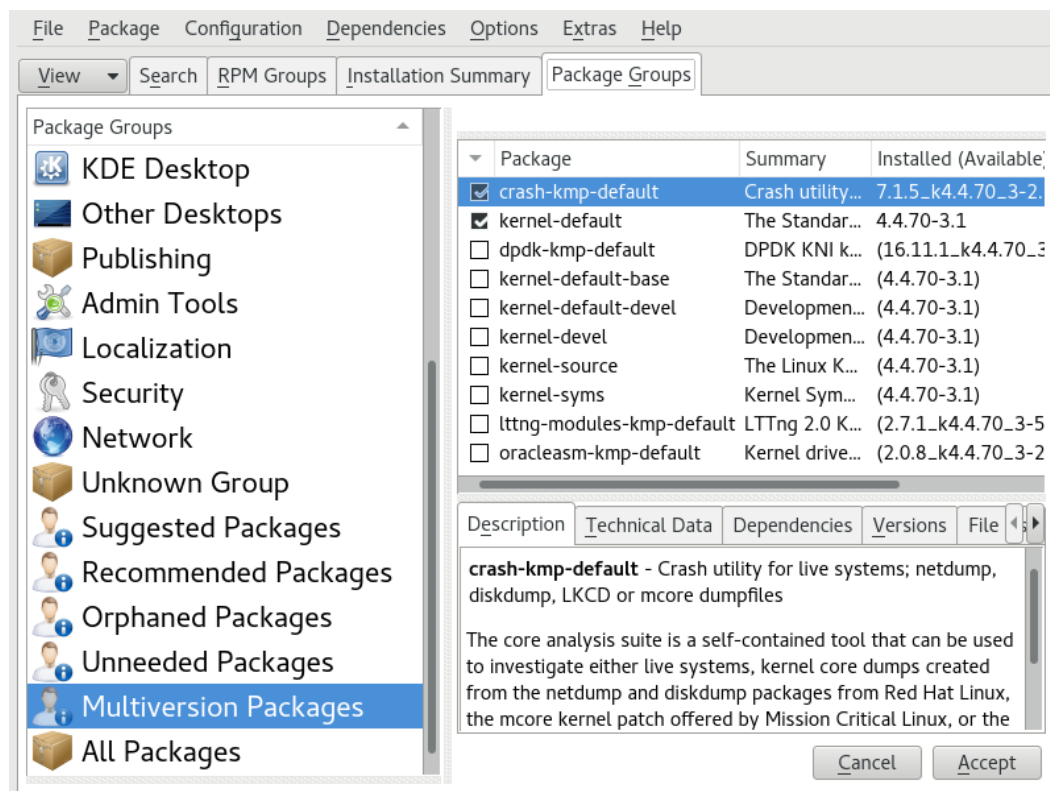 File Package Configuration Dependencies Options Extras Help
View Search RPM Groups Installation Summary Package Groups
Package Groups
KDE Desktop
Other Desktops
Publishing
Admin Tools
Localization
Security
Network
Unknown Group
Suggested Packages
Recommended Packages
Orphaned Packages
Unneeded Packages
Multiversion Packages
All Packages
Package Summary Installed (Available)
crash-kmp-default Crash utility... 7.1.5_k4.4.70_3-2.
kernel-default The Standar... 4.4.70-3.1
dpdk-kmp-default DPDK KNI k... (16.11.1_k4.4.70_3
kernel-default-base The Standar... (4.4.70-3.1)
kernel-default-devel Developmen... (4.4.70-3.1)
kernel-devel Developmen... (4.4.70-3.1)
kernel-source The Linux K... (4.4.70-3.1)
kernel-syms Kernel Sym... (4.4.70-3.1)
lttng-modules-kmp-default LTTng 2.0 K... (2.7.1_k4.4.70_3-5
oracleasm-kmp-default Kernel drive... (2.0.8_k4.4.70_3-2
Description Technical Data Dependencies Versions File
crash-kmp-default - Crash utility for live systems; netdump,
diskdump, LKCD or mcore dumpfiles
The core analysis suite is a self-contained tool that can be used
to investigate either live systems, kernel core dumps created
from the netdump and diskdump packages from Red Hat Linux,
the mcore kernel patch offered by Mission Critical Linux, or the
Cancel Accept